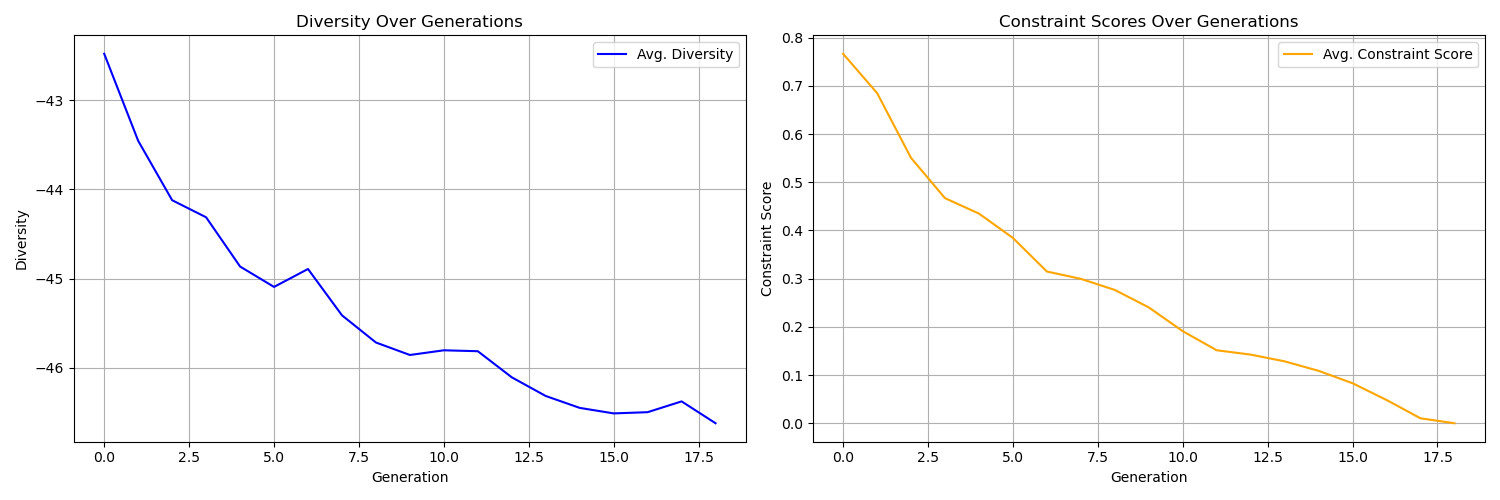 Diversity Over Generations
Avg. Diversity
Diversity
−43
−44
−45
−46
0.0 2.5 5.0 7.5 10.0 12.5 15.0 17.5
Generation
Constraint Scores Over Generations
Avg. Constraint Score
Constraint Score
0.8
0.7
0.6
0.5
0.4
0.3
0.2
0.1
0.0
0.0 2.5 5.0 7.5 10.0 12.5 15.0 17.5
Generation